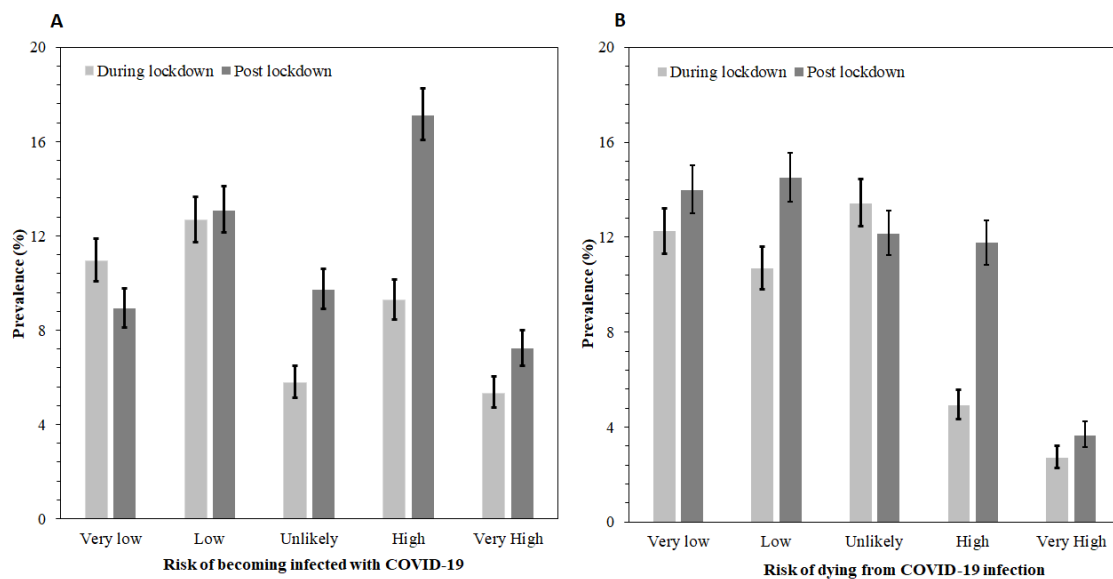 A
20
16
12
8
4
0
Prevalence (%)
During lockdown Post lockdown
Very low Low Unlikely High Very High
Risk of becoming infected with COVID-19
B
20
16
12
8
4
0
Prevalence (%)
During lockdown Post lockdown
Very low Low Unlikely High Very High
Risk of dying from COVID-19 infection